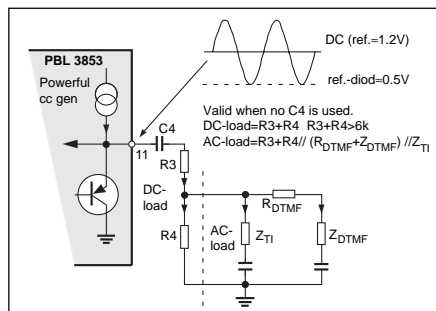 PBL 3853
Powerful
cc gen
DC (ref.≈1.2V)
ref.-diod≈0.5V
Valid when no C4 is used.
DC-load=R3+R4 R3+R4>6k
AC-load=R3+R4// (RDTMF+ZDTMF) //ZTI
C4
11
R3
DC-
load
R4
AC-
load
RDTMF
ZTI
ZDTMF